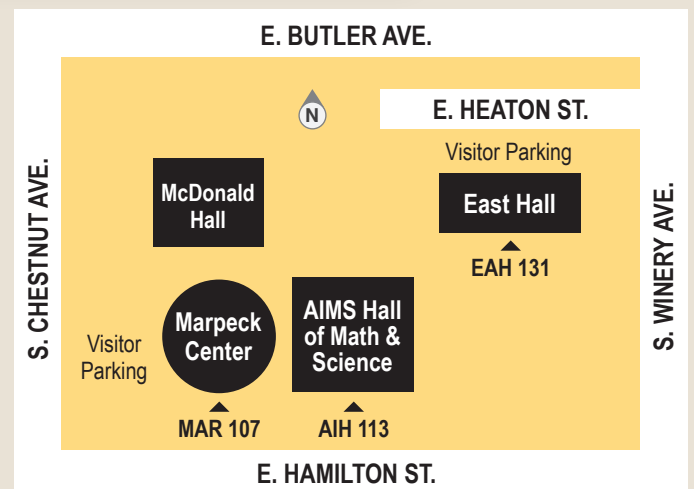 E. BUTLER AVE.
N
E. HEATON ST.
Visitor Parking
McDonald
Hall
East Hall
EAH 131
S. CHESTNUT AVE.
S. WINERY AVE.
Marpeck
Center
AIMS Hall
of Math &
Science
Visitor
Parking
MAR 107
AIH 113
E. HAMILTON ST.